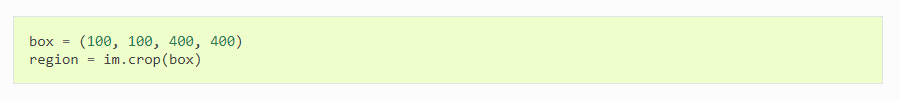 box = (100, 100, 400, 400)
region = im.crop(box)